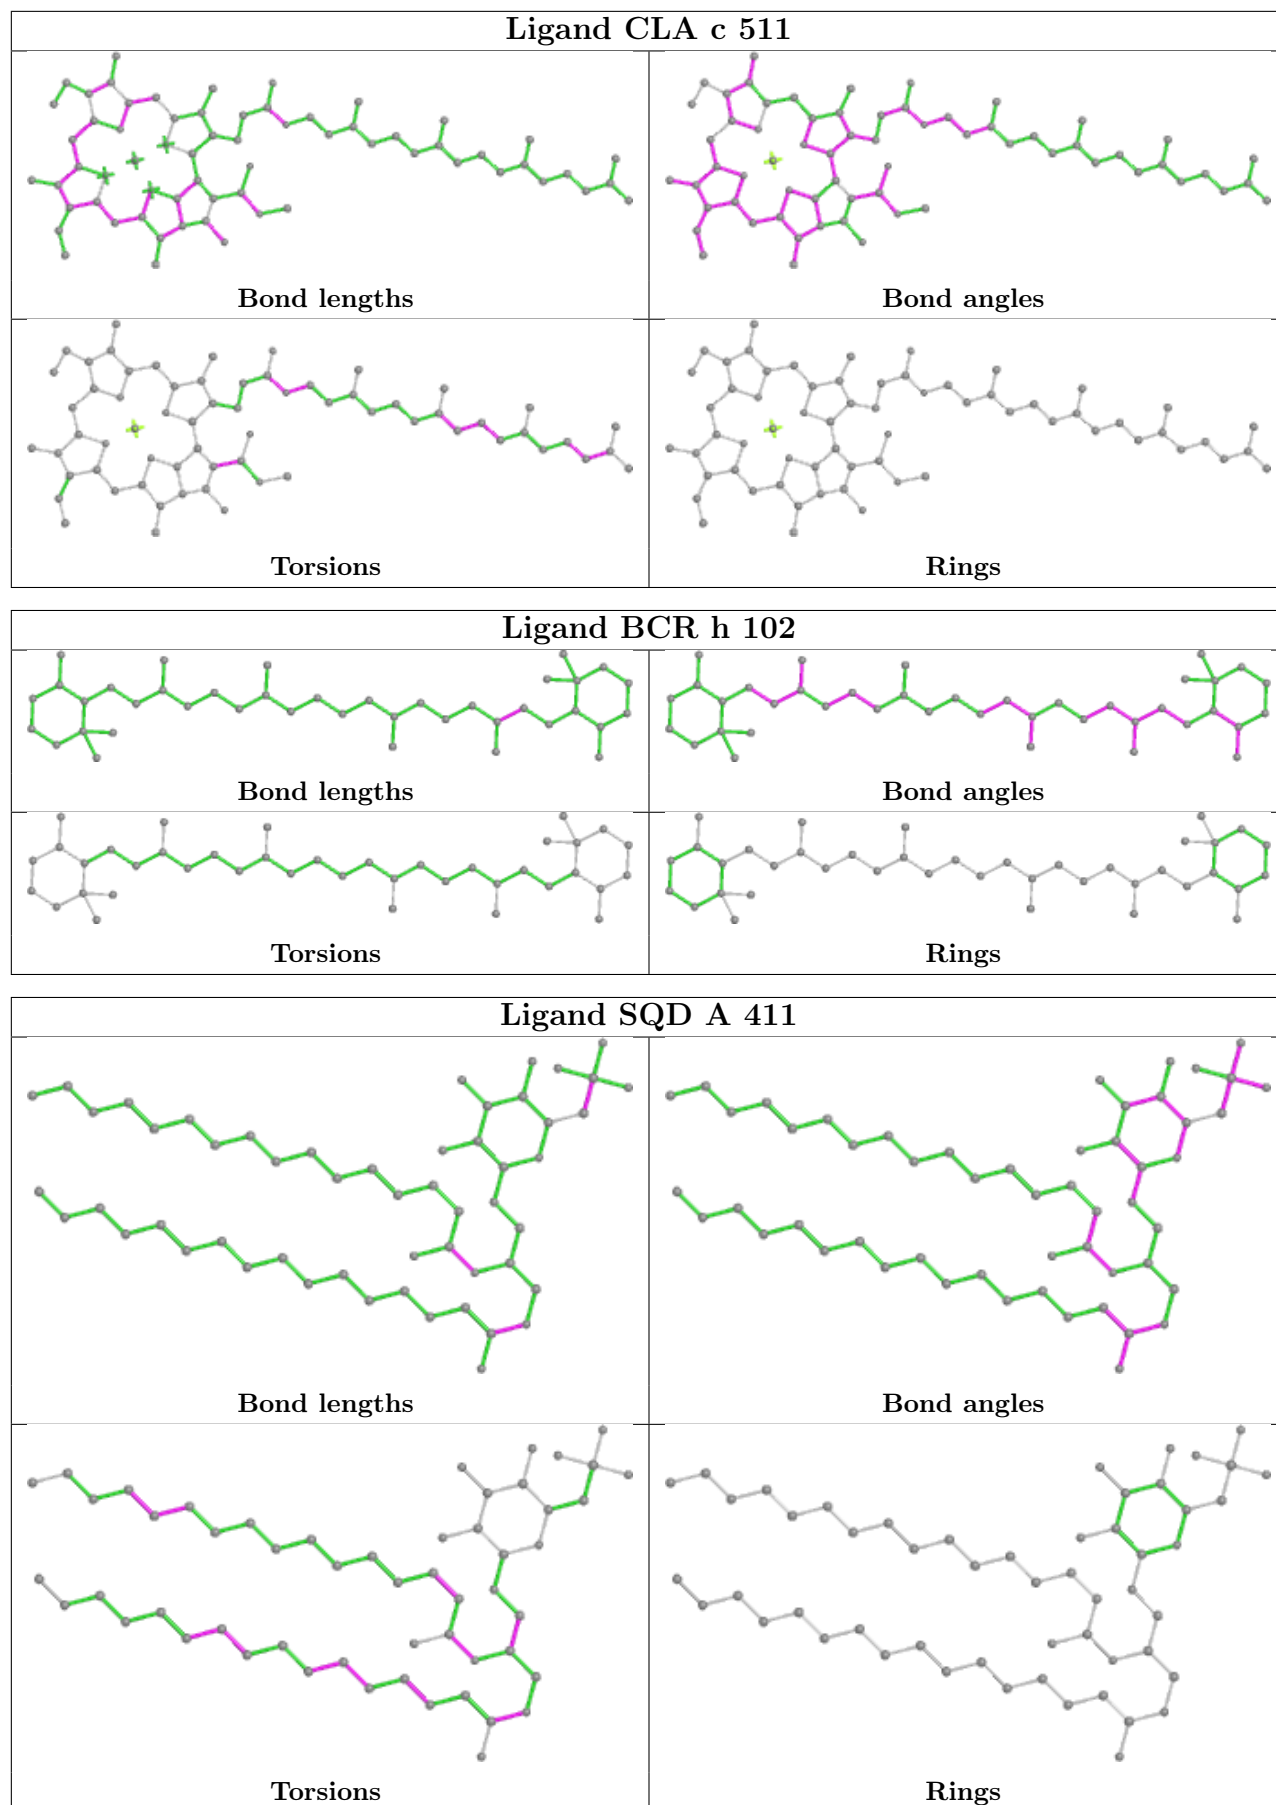 Ligand CLA c 511
Bond lengths
Bond angles
Torsions
Rings
Ligand BCR h 102
Bond lengths
Bond angles
Torsions
Rings
Ligand SQD A 411
Bond lengths
Bond angles
Torsions
Rings